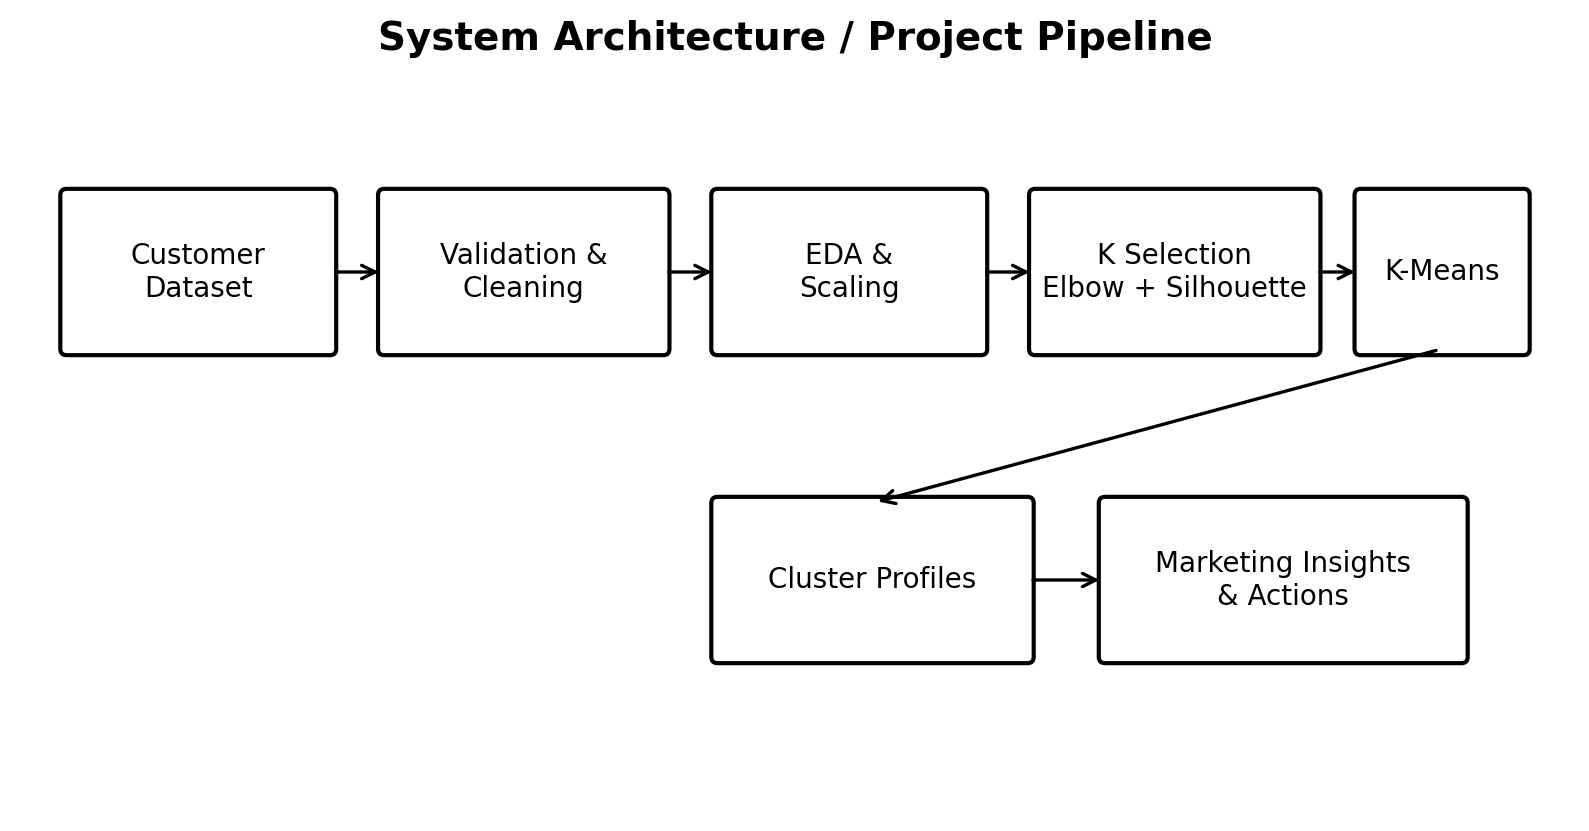 System Architecture / Project Pipeline
Customer
Dataset
Validation &
Cleaning
EDA &
Scaling
K Selection
Elbow + Silhouette
K-Means
Cluster Profiles
Marketing Insights
& Actions